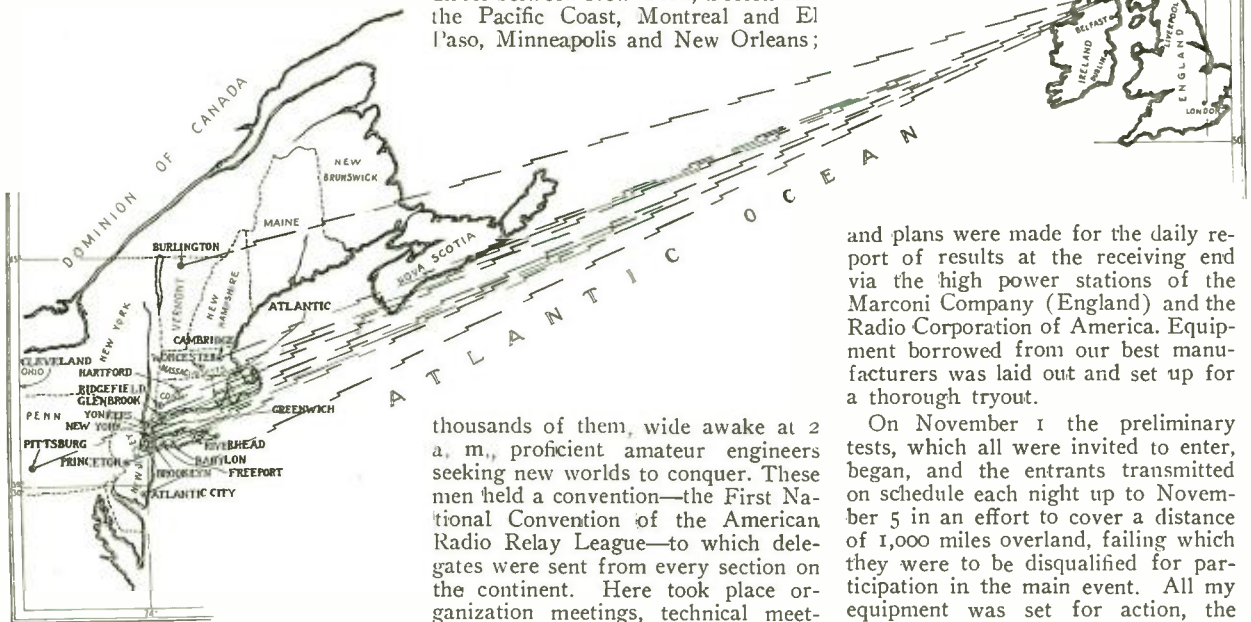 the Pacific Coast, Montreal and El
Paso, Minneapolis and New Orleans;
DOMINION OF CANADA
NEW
BRUNSWICK
MAINE
BURLINGTON
NOVA SCOTIA
VERMONT
NEW
HAMPSHIRE
ATLANTIC
NEW YORK
CAMBRIDGE
WORCESTER
CLEVELAND
OHIO
HARTFORD
RIDGEFIELD
GLENBROOK
GREENWICH
PENN
YONKERS
NEW YORK
PITTSBURG
RIVERHEAD
PRINCETON
BABYLON
BROOKLYN
FREEPORT
ATLANTIC CITY
74°
ATLANTIC OCEAN
BELFAST
IRELAND
DUBLIN
LIVERPOOL
ENGLAND
LONDON
50
thousands of them, wide awake at 2
a. m., proficient amateur engineers
seeking new worlds to conquer. These
men held a convention—the First Na-
tional Convention of the American
Radio Relay League—to which dele-
gates were sent from every section on
the continent. Here took place or-
ganization meetings, technical meet-
and plans were made for the daily re-
port of results at the receiving end
via the high power stations of the
Marconi Company (England) and the
Radio Corporation of America. Equip-
ment borrowed from our best manu-
facturers was laid out and set up for
a thorough tryout.
On November 1 the preliminary
tests, which all were invited to enter,
began, and the entrants transmitted
on schedule each night up to Novem-
ber 5 in an effort to cover a distance
of 1,000 miles overland, failing which
they were to be disqualified for par-
ticipation in the main event. All my
equipment was set for action, the